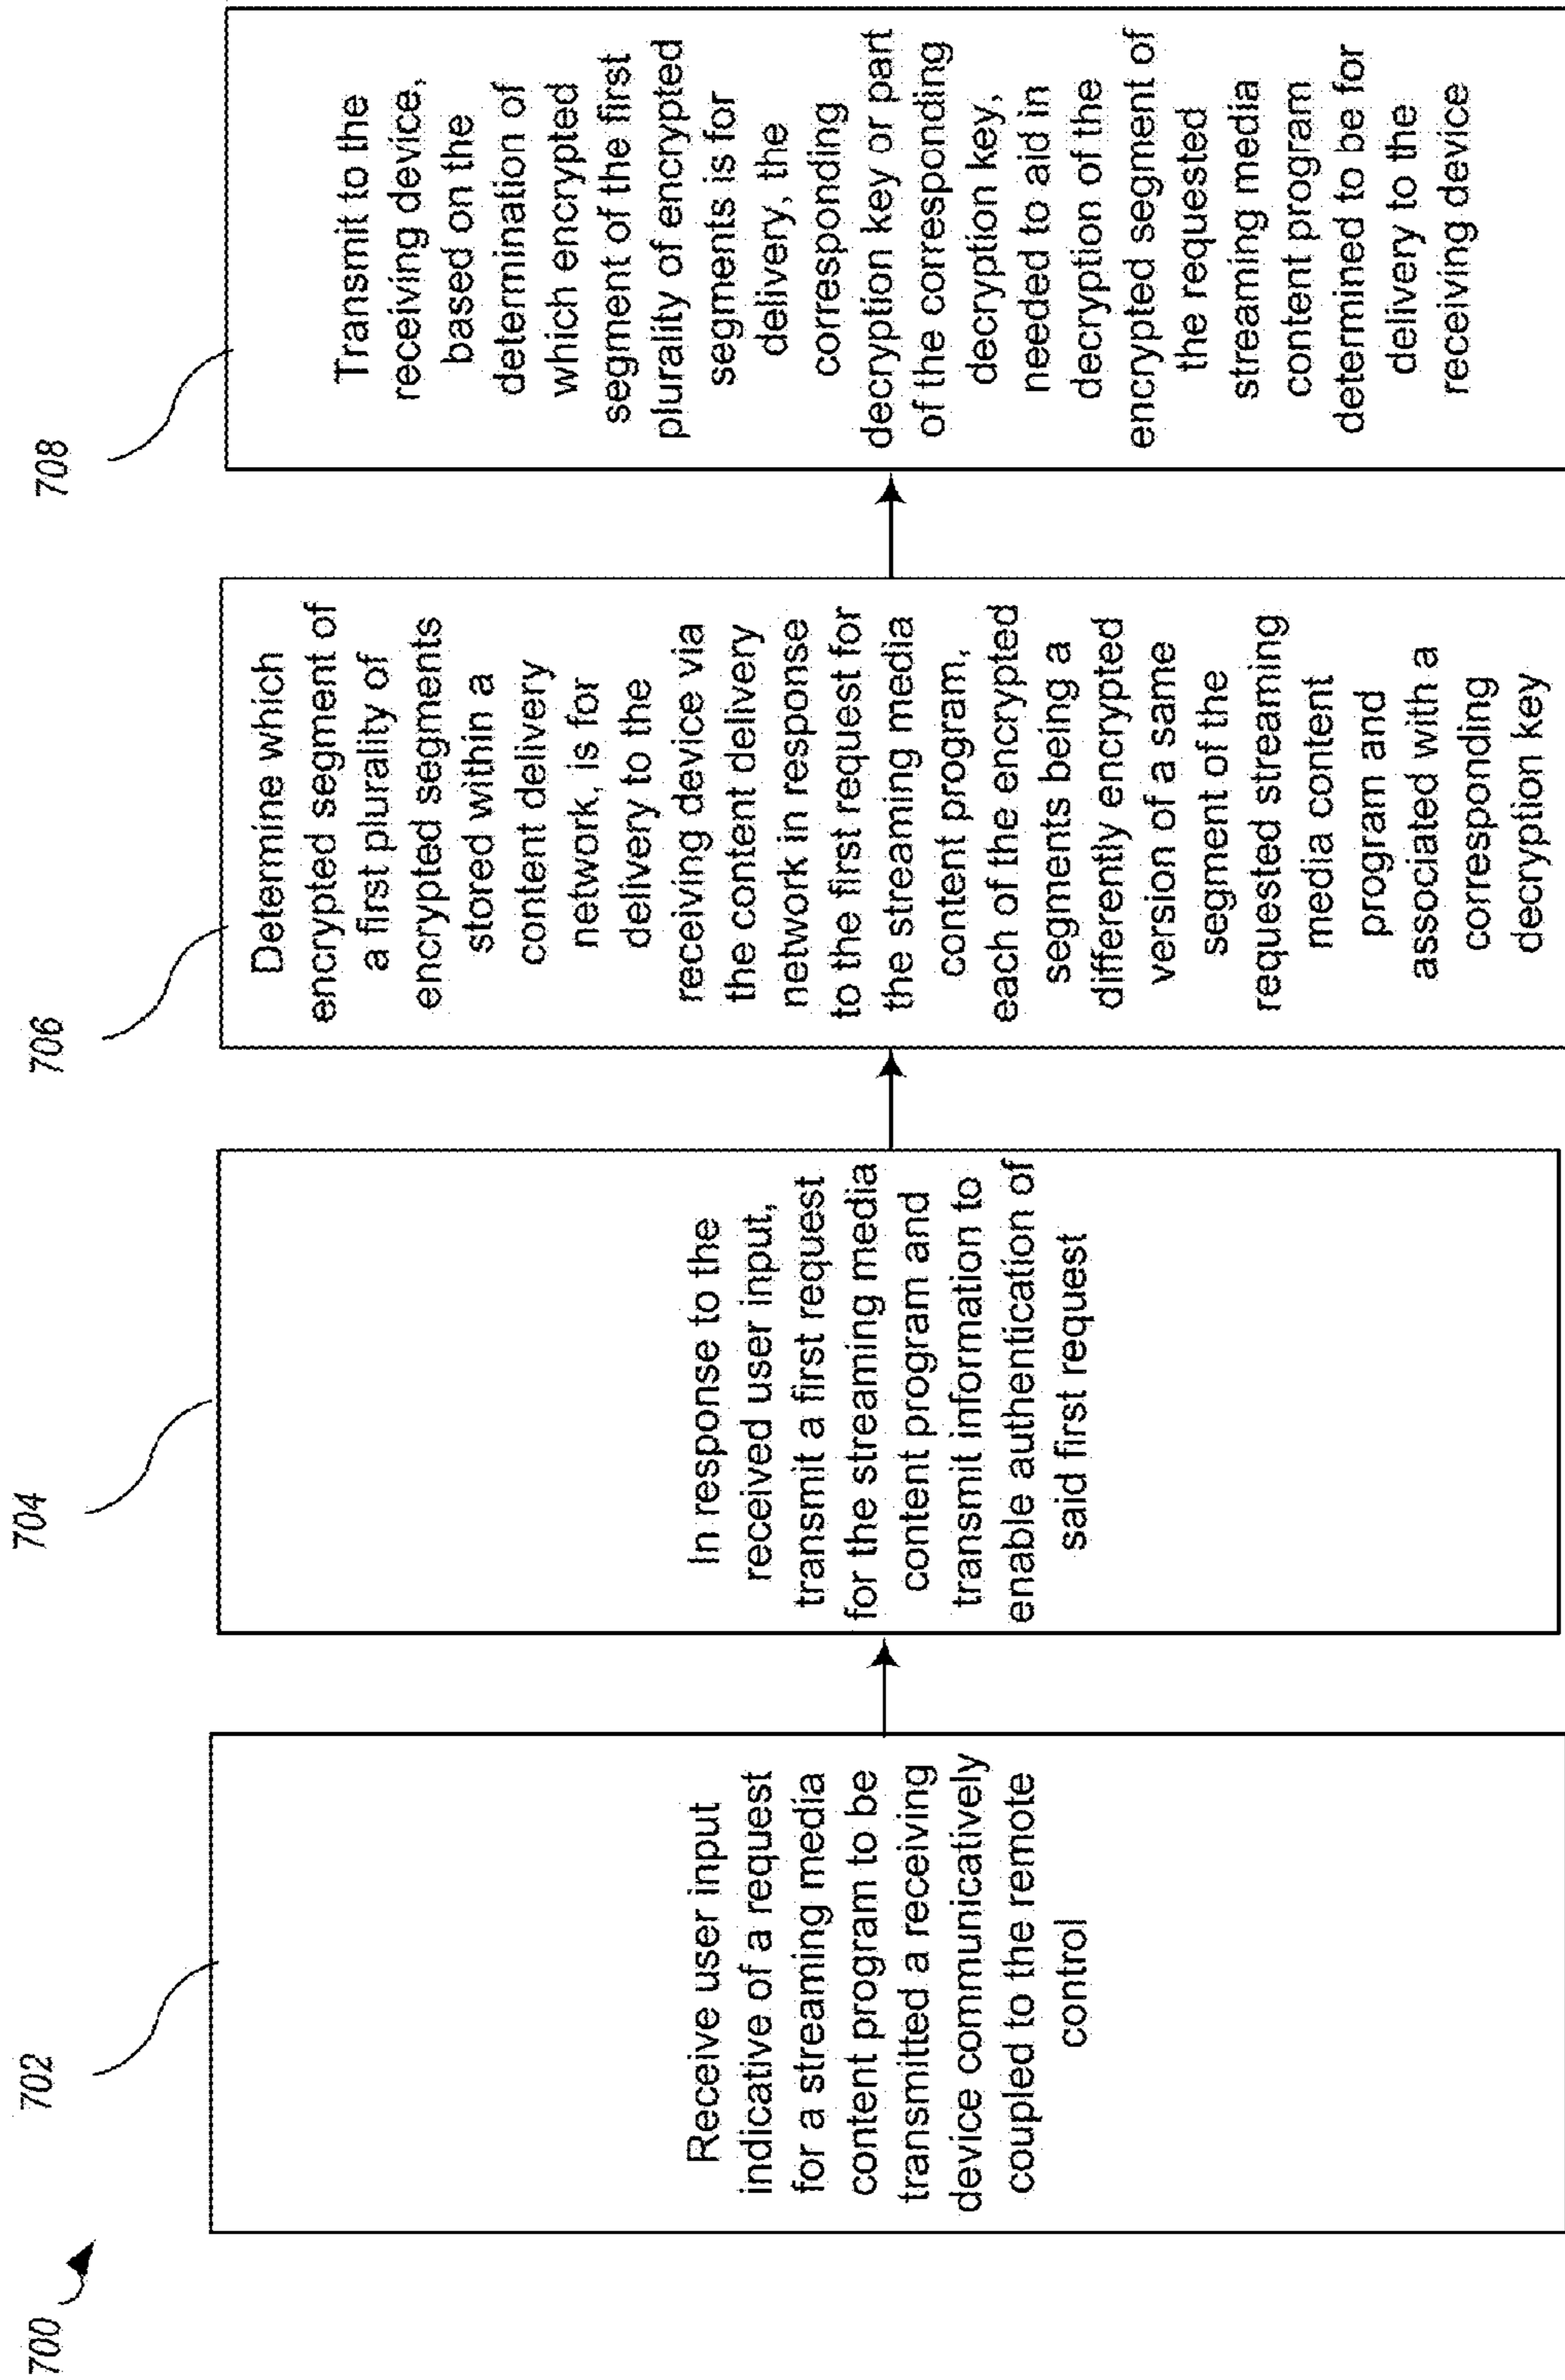 700
702
Receive user input
indicative of a request
for a streaming media
content program to be
transmitted a receiving
device communicatively
coupled to the remote
control
704
In response to the
received user input,
transmit a first request
for the streaming media
content program and
transmit information to
enable authentication of
said first request
706
Determine which
encrypted segment of
a first plurality of
encrypted segments
stored within a
content delivery
network, is for
delivery to the
receiving device via
the content delivery
network in response
to the first request for
the streaming media
content program,
each of the encrypted
segments being a
differently encrypted
version of a same
segment of the
requested streaming
media content
program and
associated with a
corresponding
decryption key
708
Transmit to the
receiving device,
based on the
determination of
which encrypted
segment of the first
plurality of encrypted
segments is for
delivery, the
corresponding
decryption key or part
of the corresponding
decryption key,
needed to aid in
decryption of the
encrypted segment of
the requested
streaming media
content program
determined to be for
delivery to the
receiving device